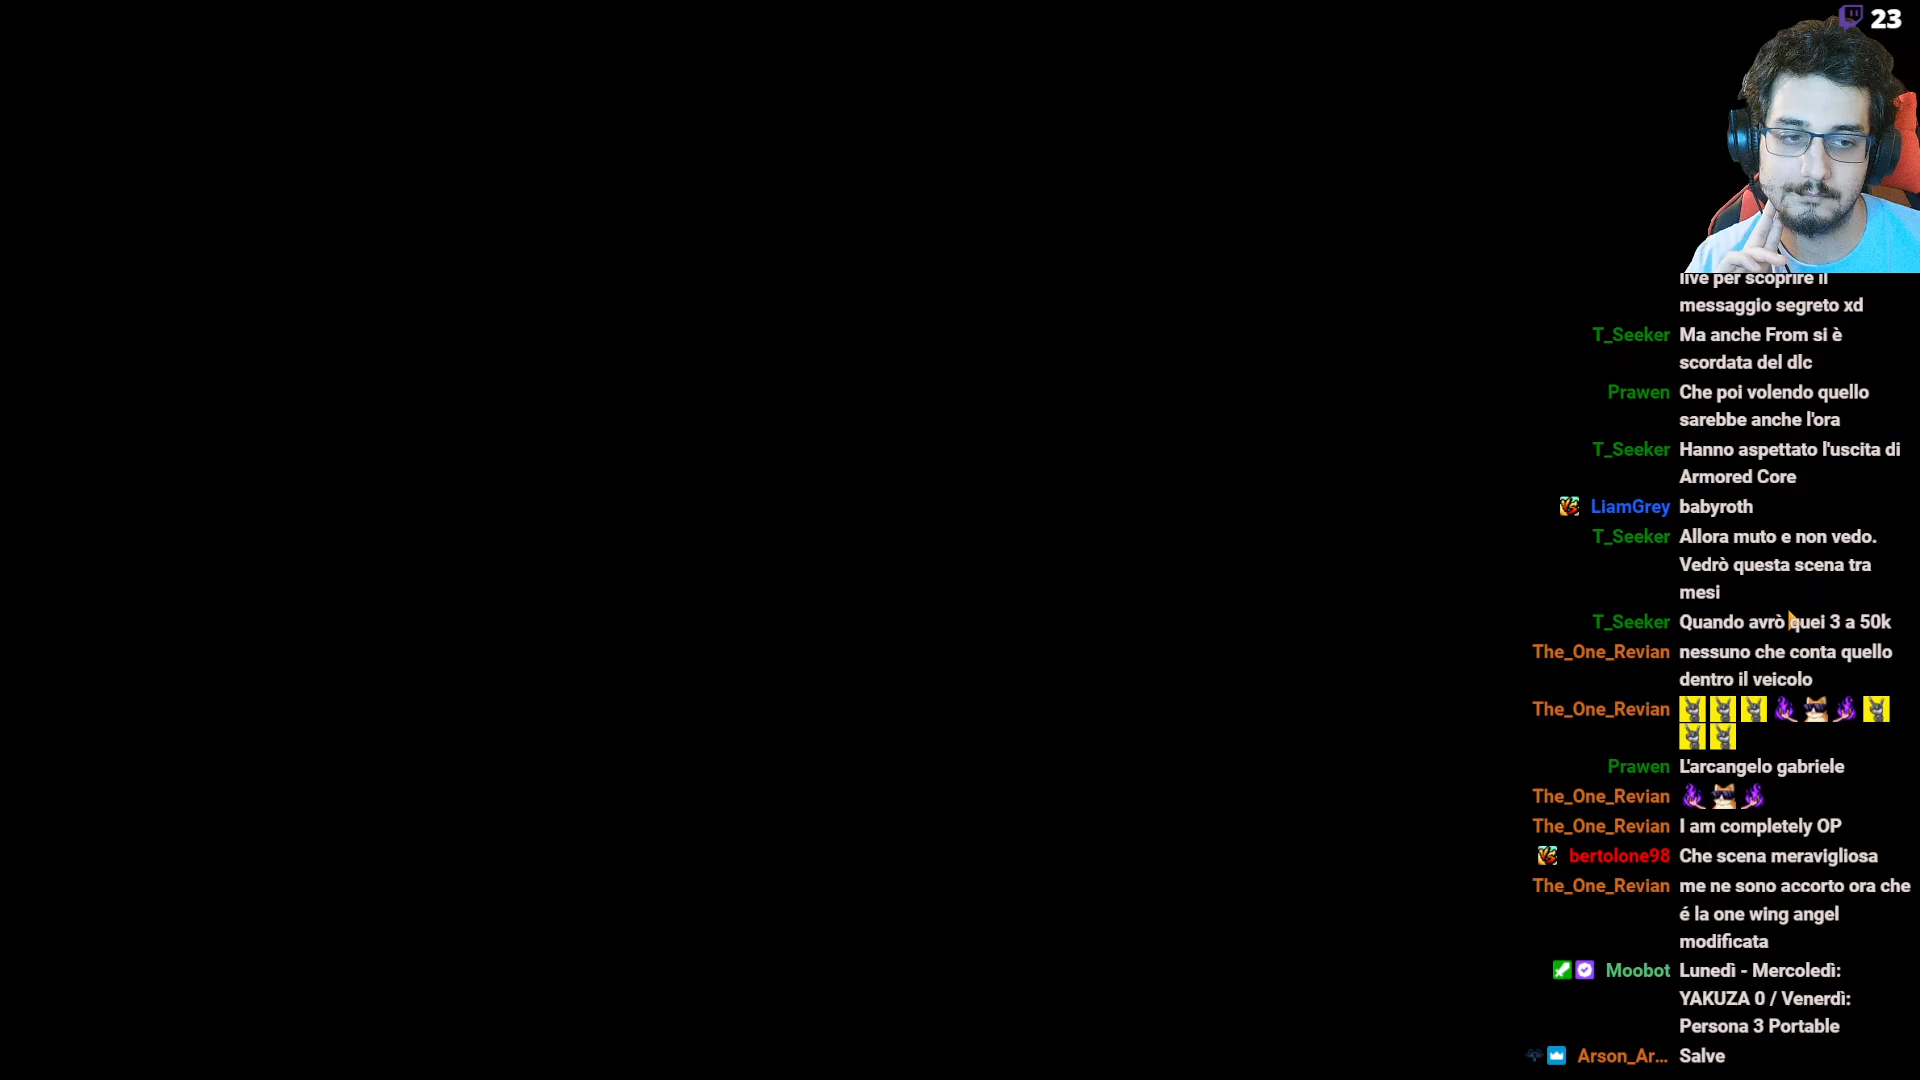 23
live per scoprire il
messaggio segreto xd
T_Seeker Ma anche From si è
scordata del dlc
Prawen Che poi volendo quello
sarebbe anche l'ora
T_Seeker Hanno aspettato l'uscita di
Armored Core
LiamGrey babyroth
T_Seeker Allora muto e non vedo.
Vedrò questa scena tra
mesi
T_Seeker Quando avrò quei 3 a 50k
The_One_Revian nessuno che conta quello
dentro il veicolo
The_One_Revian
Prawen L'arcangelo gabriele
The_One_Revian
The_One_Revian I am completely OP
bertolone98 Che scena meravigliosa
The_One_Revian me ne sono accorto ora che
é la one wing angel
modificata
Moobot Lunedì - Mercoledì:
YAKUZA 0 / Venerdì:
Persona 3 Portable
Arson_Ar... Salve